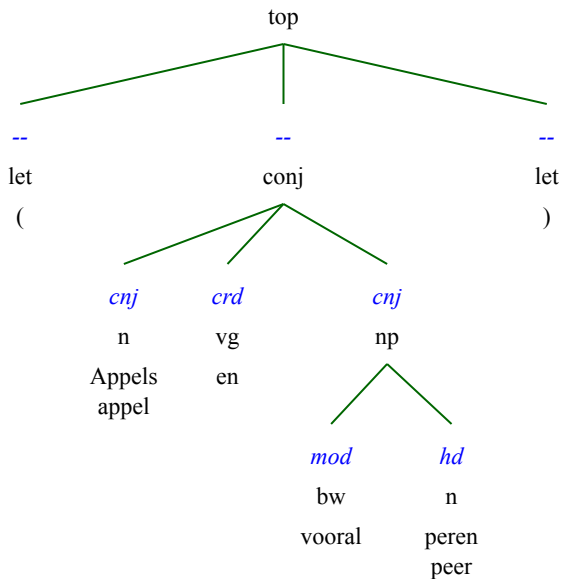 top
-- -- --
let conj let
( )
cnj crd cnj
n vg np
Appels en
appel
mod hd
bw n
vooral peren
peer